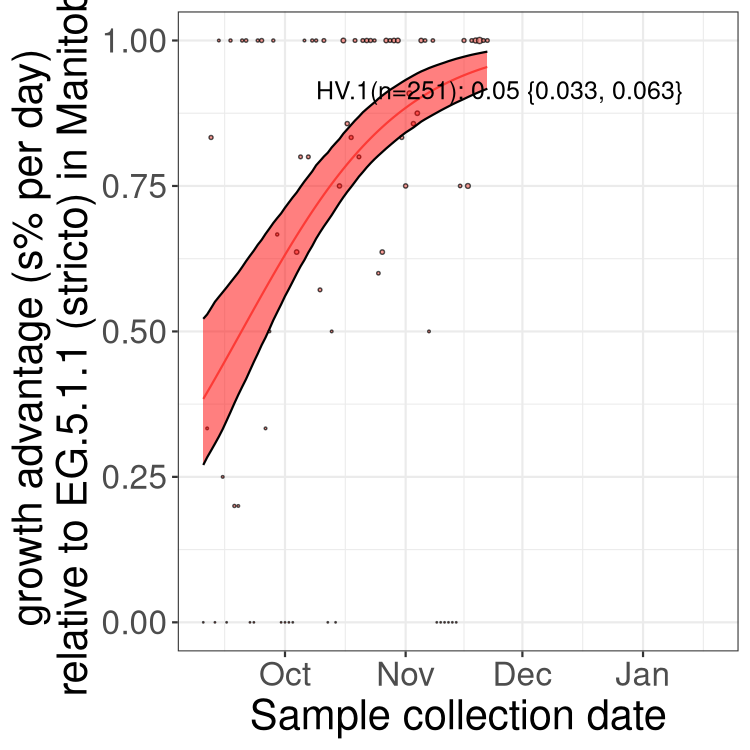 growth advantage (s% per day)
relative to EG.5.1.1 (stricto) in Manitob
1.00
0.75
0.50
0.25
0.00
HV.1(n=251): 0.05 {0.033, 0.063}
Oct Nov Dec Jan
Sample collection date